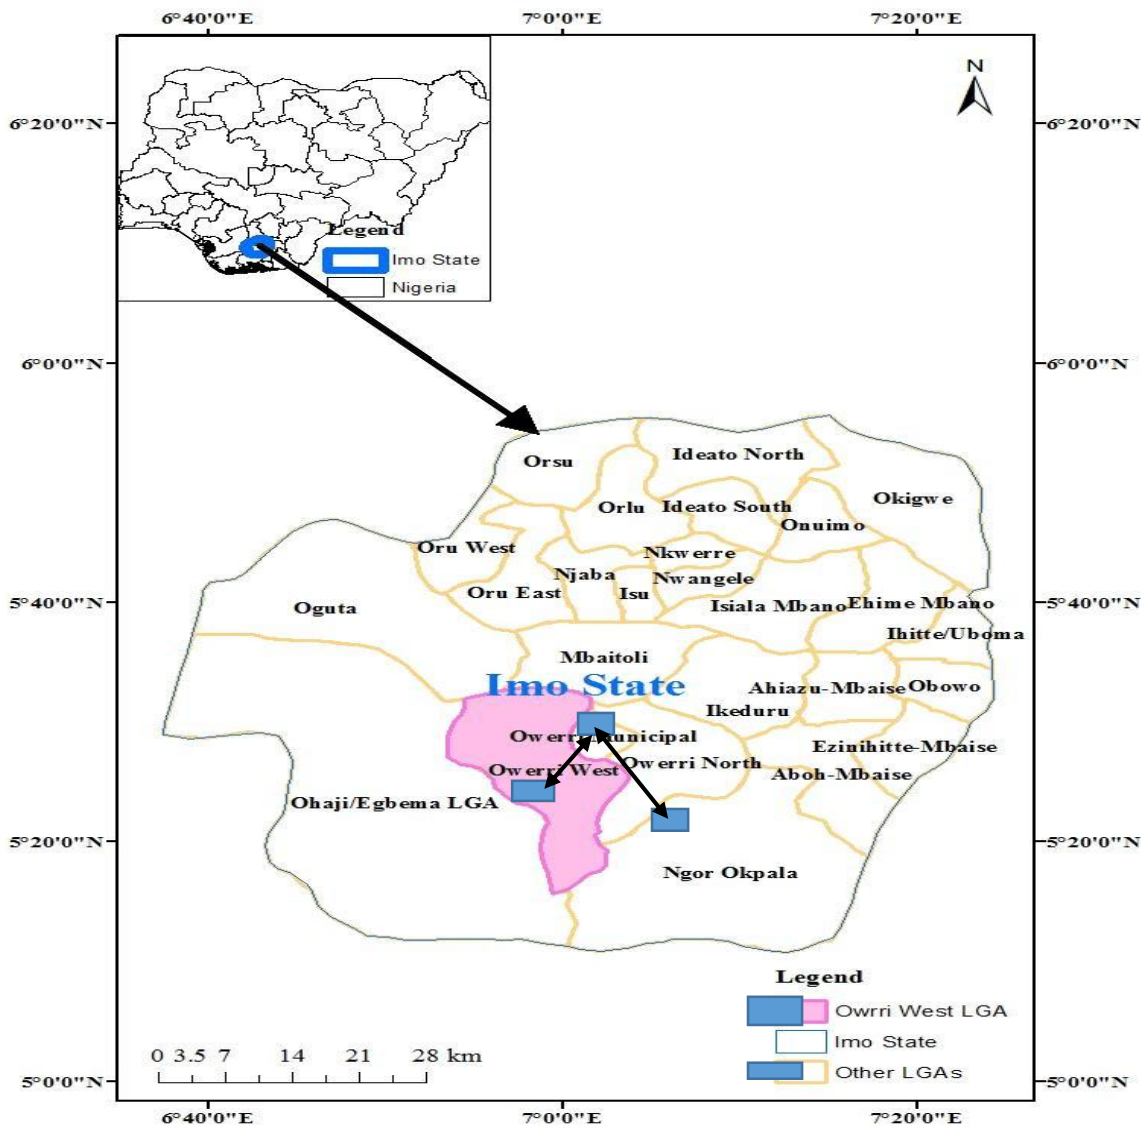 6°40'0"E 7°0'0"E 7°20'0"E
N
6°20'0"N 6°20'0"N
Legend
Imo State
Nigeria
6°0'0"N 6°0'0"N
Orsu
Ideato North
Okigwe
Orlu
Ideato South
Onuimo
Oru West
Nkwerre
Njaba
Nwangele
Oru East
Isu
5°40'0"N 5°40'0"N
Oguta
Isiala Mbano
Ehime Mbano
Ihitte/Uboma
Mbaitoli
Imo State
Ahiazu-Mbaise
Obowo
Ikeduru
Owerri Municipal
Ezinihitte-Mbaise
Owerri West
Owerri North
Aboh-Mbaise
Ohaji/Egbema LGA
5°20'0"N 5°20'0"N
Ngor Okpala
Legend
Owrri West LGA
Imo State
Other LGAs
0 3.5 7 14 21 28 km
5°0'0"N 5°0'0"N
6°40'0"E 7°0'0"E 7°20'0"E